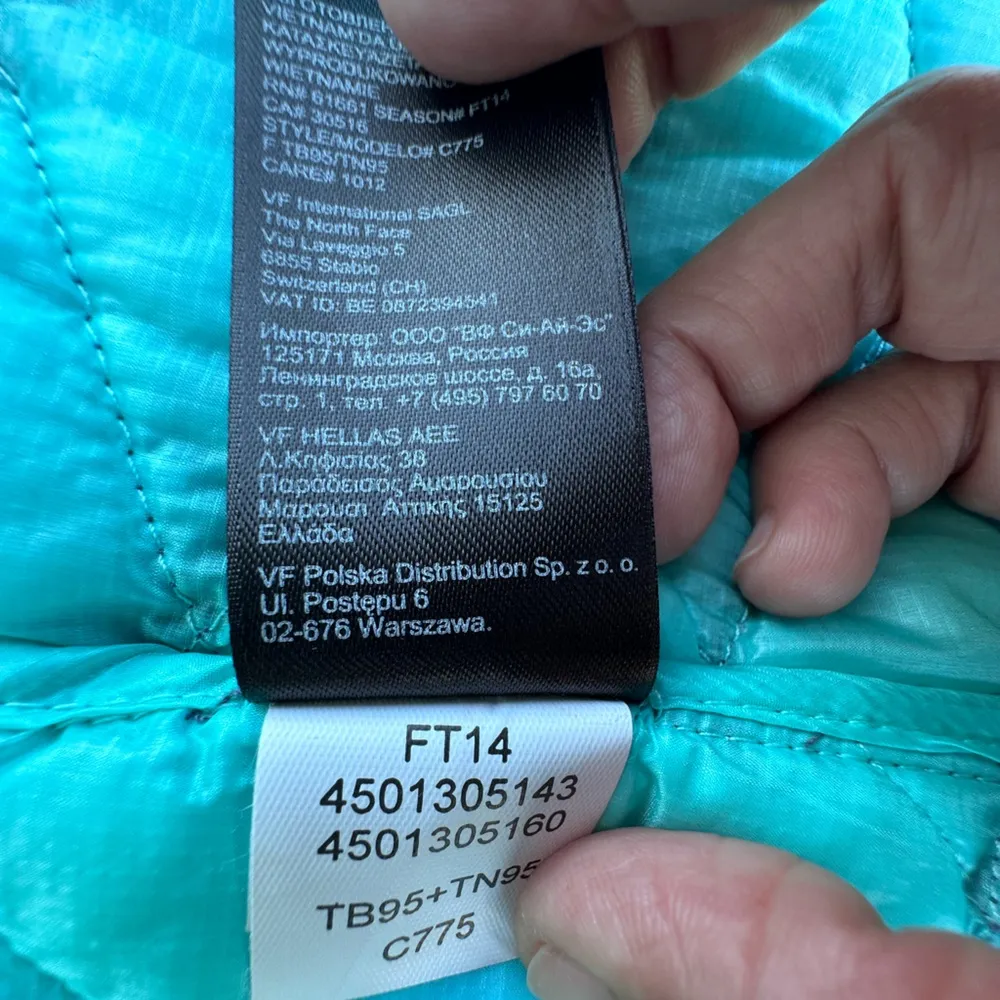 ИЗГОТОВЛЕНО
VIETNAM/DA
WYPRODUKOWANO
WIETNAMIE
RN# 61661 SEASON# FT14
CA# 30516
STYLE/MODELO# C775
F TB95/TN95
CARE# 1012
VF International SAGL
The North Face
Via Laveggio 5
6855 Stabio
Switzerland (CH)
VAT ID: BE 0872394541
Импортер: ООО "ВФ Си-Ай-Эс"
125171 Москва, Россия
Ленинградское шоссе, д. 16а,
стр. 1, тел. +7 (495) 797 60 70
VF HELLAS AEE
Λ.Κηφισίας 38
Παράδεισος Αμαρουσίου
Μαρούσι Αττικής 15125
Ελλάδα
VF Polska Distribution Sp. z o. o.
Ul. Postępu 6
02-676 Warszawa.
FT14
4501305143
4501305160
TB95+TN95
C775